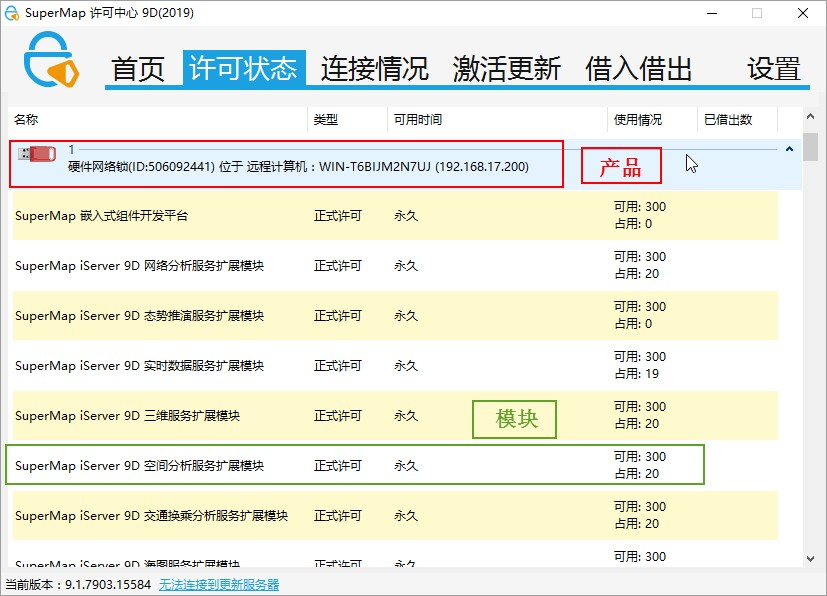 SuperMap 许可中心 9D(2019)
首页 许可状态 连接情况 激活更新 借入借出 设置
名称 类型 可用时间 使用情况 已借出数
1
硬件网络锁(ID:506092441) 位于 远程计算机：WIN-T6BIJM2N7UJ (192.168.17.200)
产品
SuperMap 嵌入式组件开发平台 正式许可 永久 可用: 300
占用: 0
SuperMap iServer 9D 网络分析服务扩展模块 正式许可 永久 可用: 300
占用: 20
SuperMap iServer 9D 态势推演服务扩展模块 正式许可 永久 可用: 300
占用: 0
SuperMap iServer 9D 实时数据服务扩展模块 正式许可 永久 可用: 300
占用: 19
SuperMap iServer 9D 三维服务扩展模块 正式许可 永久 可用: 300
占用: 20
模块
SuperMap iServer 9D 空间分析服务扩展模块 正式许可 永久 可用: 300
占用: 20
SuperMap iServer 9D 交通换乘分析服务扩展模块 正式许可 永久 可用: 300
占用: 20
SuperMap iServer 9D 海图服务扩展模块 正式许可 永久 可用: 300
当前版本：9.1.7903.15584 无法连接到更新服务器